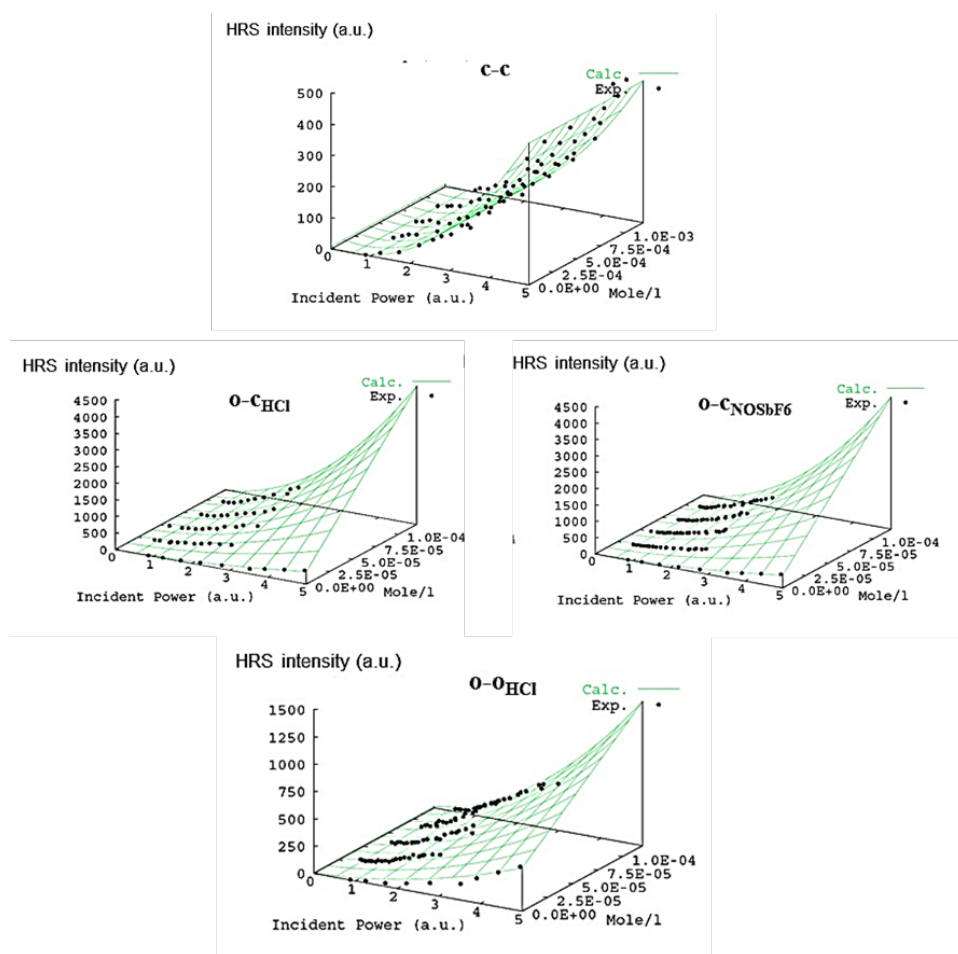 HRS intensity (a.u.)
c-c
Calc.
Exp.
500
400
300
200
100
0
0
1
2
3
4
5
Incident Power (a.u.)
0.0E+00
2.5E-04
5.0E-04
7.5E-04
1.0E-03
Mole/l
HRS intensity (a.u.)
o-cHCl
Calc.
Exp.
4500
4000
3500
3000
2500
2000
1500
1000
500
0
0
1
2
3
4
5
Incident Power (a.u.)
0.0E+00
2.5E-05
5.0E-05
7.5E-05
1.0E-04
Mole/l
HRS intensity (a.u.)
o-cNOSbF6
Calc.
Exp.
4500
4000
3500
3000
2500
2000
1500
1000
500
0
0
1
2
3
4
5
Incident Power (a.u.)
0.0E+00
2.5E-05
5.0E-05
7.5E-05
1.0E-04
Mole/l
HRS intensity (a.u.)
o-oHCl
Calc.
Exp.
1500
1250
1000
750
500
250
0
0
1
2
3
4
5
Incident Power (a.u.)
0.0E+00
2.5E-05
5.0E-05
7.5E-05
1.0E-04
Mole/l